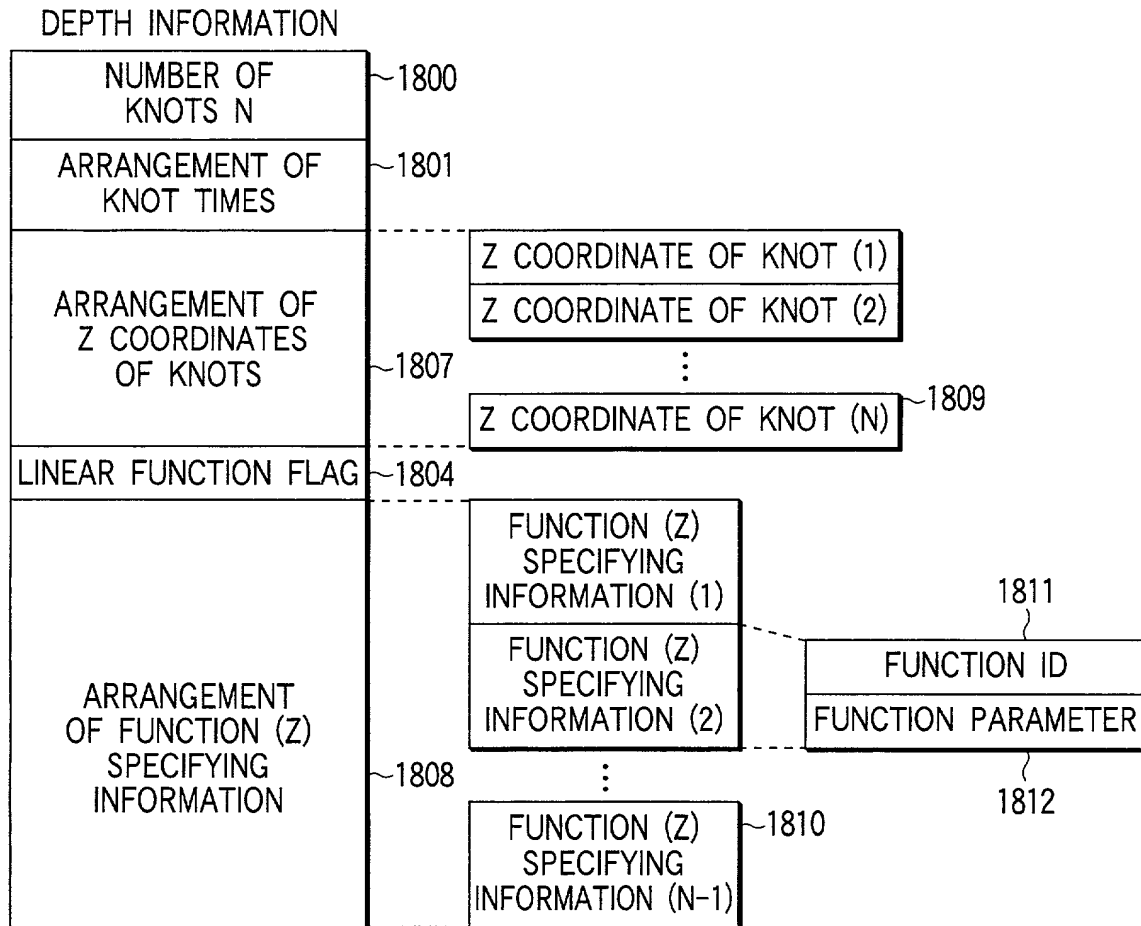 DEPTH INFORMATION
NUMBER OF
KNOTS N
1800
ARRANGEMENT OF
KNOT TIMES
1801
ARRANGEMENT OF
Z COORDINATES
OF KNOTS
1807
Z COORDINATE OF KNOT (1)
Z COORDINATE OF KNOT (2)
Z COORDINATE OF KNOT (N)
1809
LINEAR FUNCTION FLAG
1804
ARRANGEMENT
OF FUNCTION (Z)
SPECIFYING
INFORMATION
1808
FUNCTION (Z)
SPECIFYING
INFORMATION (1)
FUNCTION (Z)
SPECIFYING
INFORMATION (2)
FUNCTION (Z)
SPECIFYING
INFORMATION (N-1)
1810
1811
FUNCTION ID
FUNCTION PARAMETER
1812